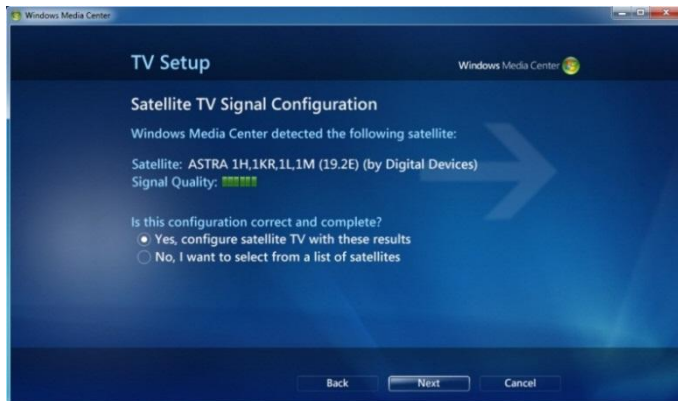 Windows Media Center
TV Setup
Windows Media Center
Satellite TV Signal Configuration
Windows Media Center detected the following satellite:
Satellite: ASTRA 1H,1KR,1L,1M (19.2E) (by Digital Devices)
Signal Quality:
Is this configuration correct and complete?
Yes, configure satellite TV with these results
No, I want to select from a list of satellites
Back Next Cancel